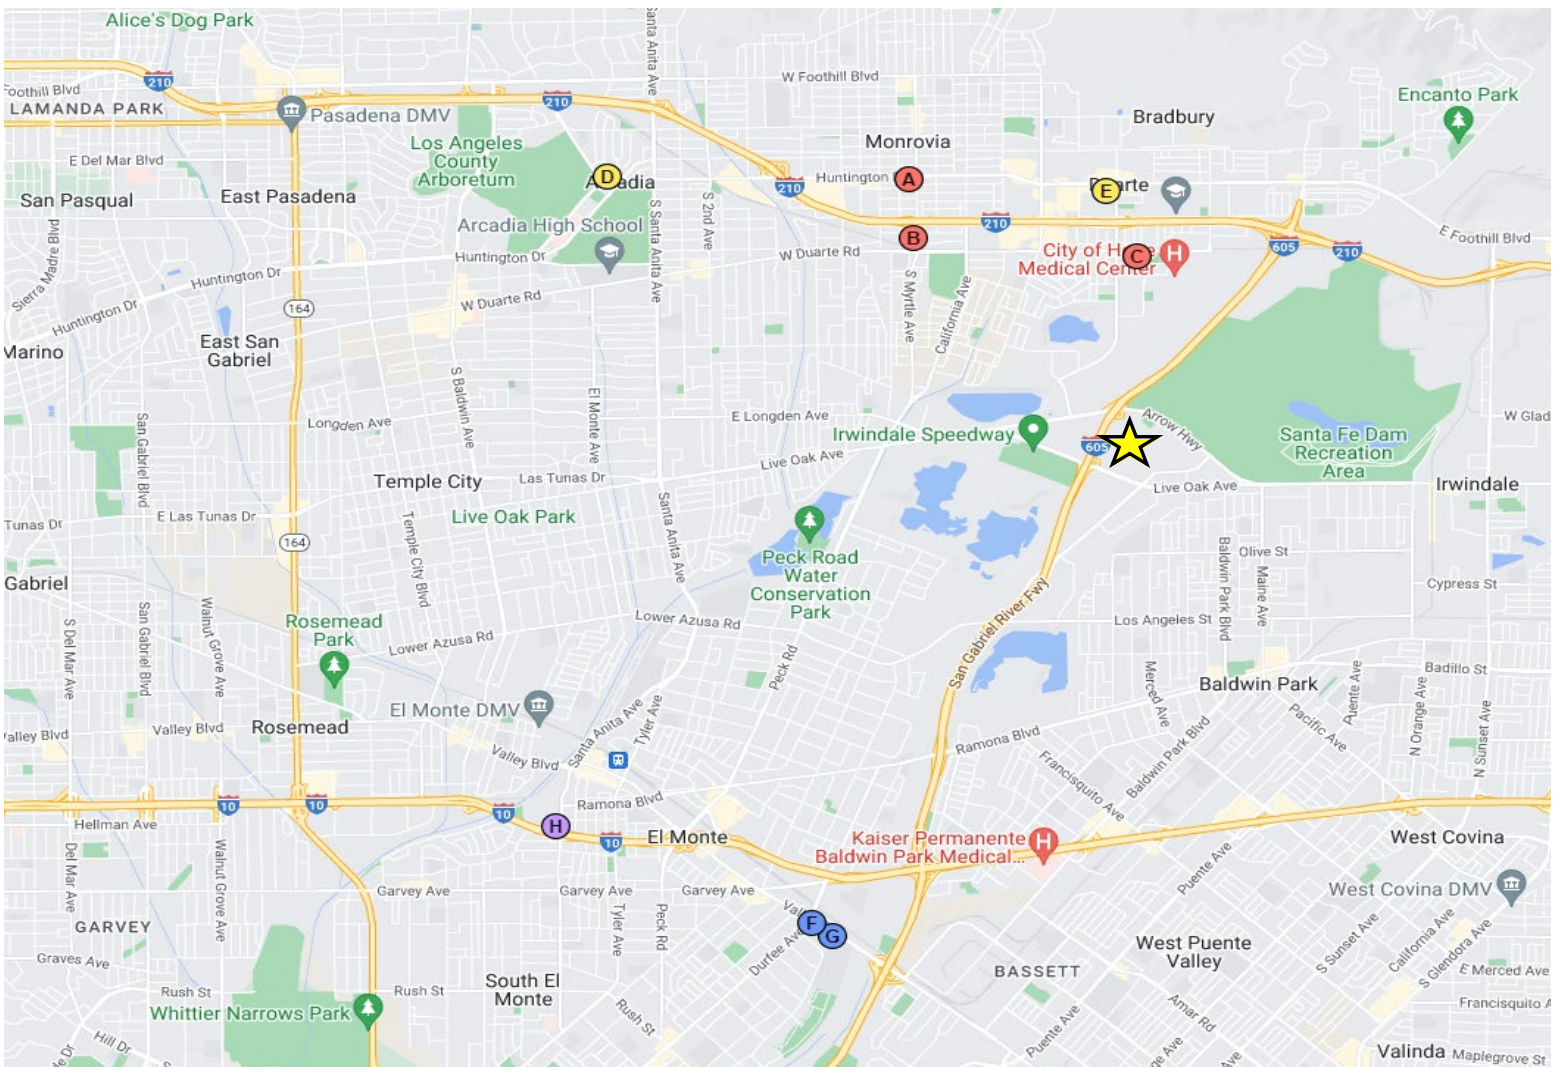 Alice's Dog Park
Santa Anita Ave
210
W Foothill Blvd
Foothill Blvd
LAMANDA PARK
Pasadena DMV
210
Encanto Park
Bradbury
Monrovia
Los Angeles
County
Arboretum
E Del Mar Blvd
San Pasqual
East Pasadena
D
Huntington
A
210
E
S 2nd Ave
S Santa Anita Ave
Arcadia High School
B
210
605
210
E Foothill Blvd
Sierra Madre Blvd
Huntington Dr
Huntington Dr
W Duarte Rd
City of
Medical Center
C
H
Huntington Dr
164
W Duarte Rd
S Myrtle Ave
California Ave
Marino
East San
Gabriel
S Baldwin Ave
El Monte Ave
Longden Ave
E Longden Ave
San Gabriel Blvd
Irwindale Speedway
605
Arrow Hwy
W Glad
Santa Fe Dam
Recreation
Area
Live Oak Ave
Temple City
Las Tunas Dr
Live Oak Ave
Irwindale
Santa Anita Ave
Tunas Dr
E Las Tunas Dr
Live Oak Park
164
Temple City Blvd
Peck Road
Water
Conservation
Park
Baldwin Park Blvd
Olive St
Maine Ave
Cypress St
Gabriel
San Gabriel River Fwy
Walnut Grove Ave
San Gabriel Blvd
S Del Mar Ave
Rosemead
Park
Lower Azusa Rd
Lower Azusa Rd
Los Angeles St
Peck Rd
Badillo St
Baldwin Park
Merced Ave
Puente Ave
N Orange Ave
N Sunset Ave
El Monte DMV
Santa Anita Ave
Tyler Ave
Pacific Ave
Valley Blvd
Valley Blvd
Rosemead
Valley Blvd
Ramona Blvd
Francisquito Ave
Baldwin Park Blvd
10
10
10
Ramona Blvd
Hellman Ave
H
10
El Monte
Kaiser Permanente
Baldwin Park Medical...
H
West Covina
Del Mar Ave
Walnut Grove Ave
Puente Ave
Garvey Ave
Garvey Ave
Garvey Ave
West Covina DMV
GARVEY
Tyler Ave
Peck Rd
F
G
Durfee Ave
S Sunset Ave
California Ave
S Glendora Ave
West Puente
Valley
Graves Ave
BASSETT
E Merced Ave
South El
Monte
Rush St
Rush St
Rush St
Whittier Narrows Park
Amar Rd
Francisquito A
Hill Dr
Puente Ave
Valinda
Maplegrove St